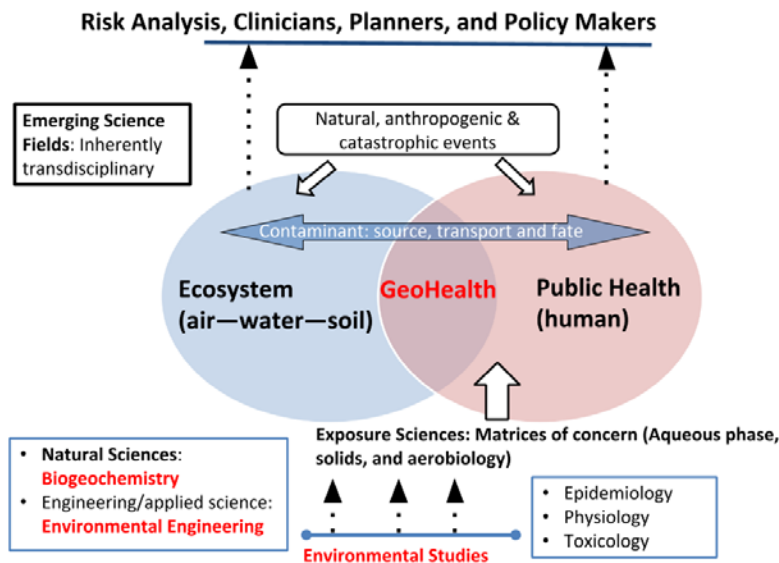 Risk Analysis, Clinicians, Planners, and Policy Makers
Emerging Science
Fields: Inherently
transdisciplinary
Natural, anthropogenic &
catastrophic events
Contaminant: source, transport and fate
Ecosystem
(air—water—soil)
GeoHealth
Public Health
(human)
Exposure Sciences: Matrices of concern (Aqueous phase,
solids, and aerobiology)
• Natural Sciences:
Biogeochemistry
• Engineering/applied science:
Environmental Engineering
Environmental Studies
• Epidemiology
• Physiology
• Toxicology